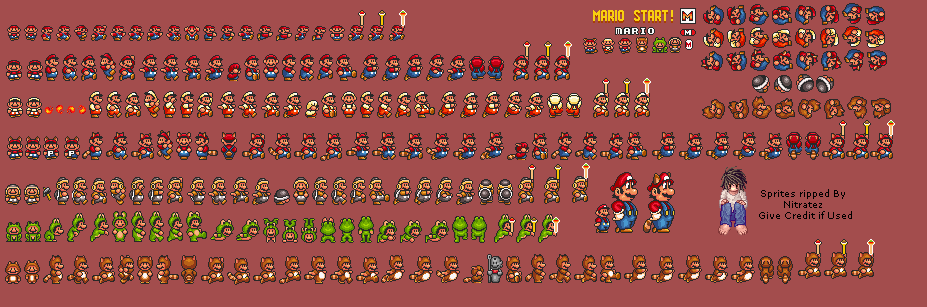 MARIO START! M
MARIO M
M
P P
Sprites ripped By
Nitratez
Give Credit if Used